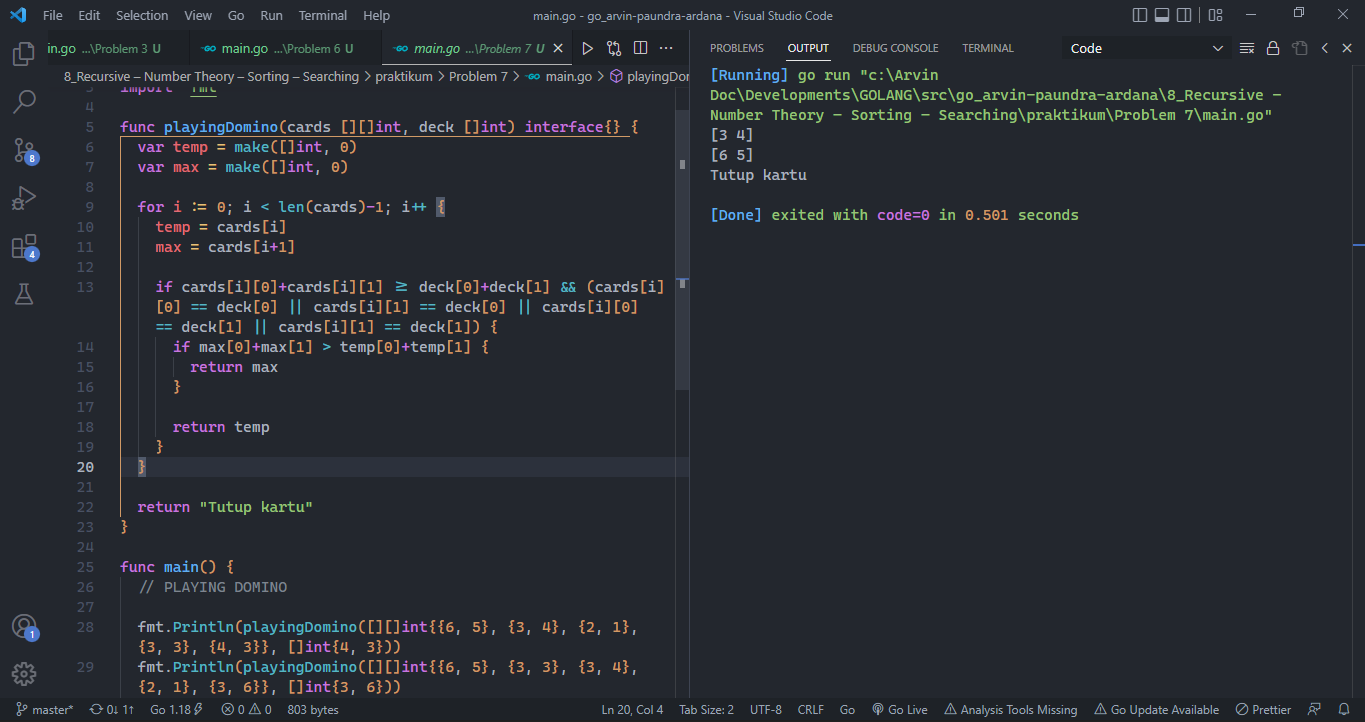 File Edit Selection View Go Run Terminal Help main.go - go_arvin-paundra-ardana - Visual Studio Code
in.go ...\Problem 3 U main.go ...\Problem 6 U main.go ...\Problem 7 U
8_Recursive – Number Theory – Sorting – Searching > praktikum > Problem 7 > main.go > playingDor
3 import "fmt"
4
5 func playingDomino(cards [][]int, deck []int) interface{} {
6 var temp = make([]int, 0)
7 var max = make([]int, 0)
8
9 for i := 0; i < len(cards)-1; i++ {
10 temp = cards[i]
11 max = cards[i+1]
12
13 if cards[i][0]+cards[i][1] ≥ deck[0]+deck[1] && (cards[i]
[0] == deck[0] || cards[i][1] == deck[0] || cards[i][0]
== deck[1] || cards[i][1] == deck[1]) {
14 if max[0]+max[1] > temp[0]+temp[1] {
15 return max
16 }
17
18 return temp
19 }
20 }
21
22 return "Tutup kartu"
23 }
24
25 func main() {
26 // PLAYING DOMINO
27
28 fmt.Println(playingDomino([][]int{{6, 5}, {3, 4}, {2, 1},
{3, 3}, {4, 3}}, []int{4, 3}))
29 fmt.Println(playingDomino([][]int{{6, 5}, {3, 3}, {3, 4},
{2, 1}, {3, 6}}, []int{3, 6}))
PROBLEMS OUTPUT DEBUG CONSOLE TERMINAL Code
[Running] go run "c:\Arvin
Doc\Developments\GOLANG\src\go_arvin-paundra-ardana\8_Recursive –
Number Theory – Sorting – Searching\praktikum\Problem 7\main.go"
[3 4]
[6 5]
Tutup kartu
[Done] exited with code=0 in 0.501 seconds
8
4
1
master* 0↓ 1↑ Go 1.18 0 0 803 bytes Ln 20, Col 4 Tab Size: 2 UTF-8 CRLF Go Go Live Analysis Tools Missing Go Update Available Prettier